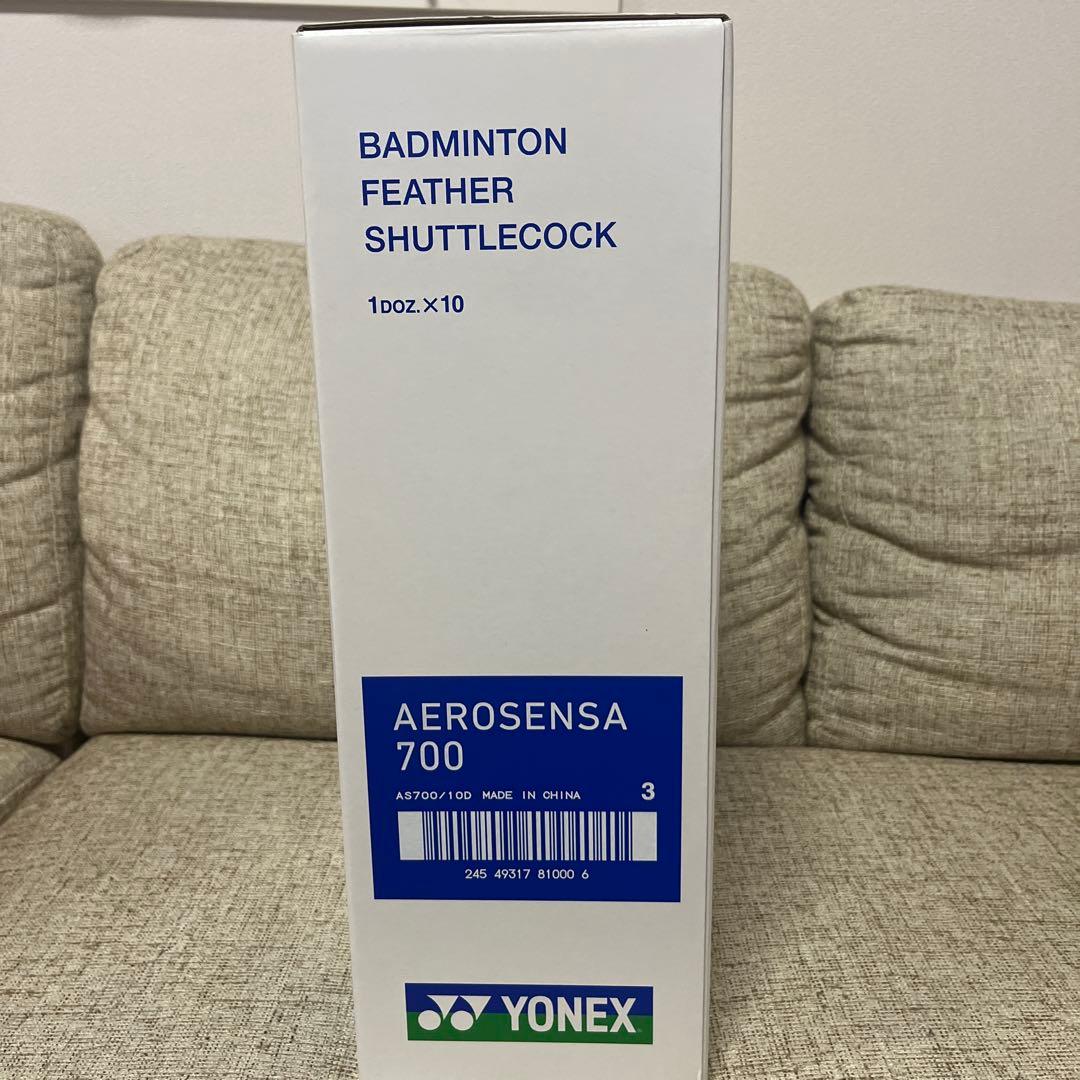 BADMINTON
FEATHER
SHUTTLECOCK
1DOZ.×10
AEROSENSA
700
AS700/10D MADE IN CHINA 3
245 49317 81000 6
YONEX